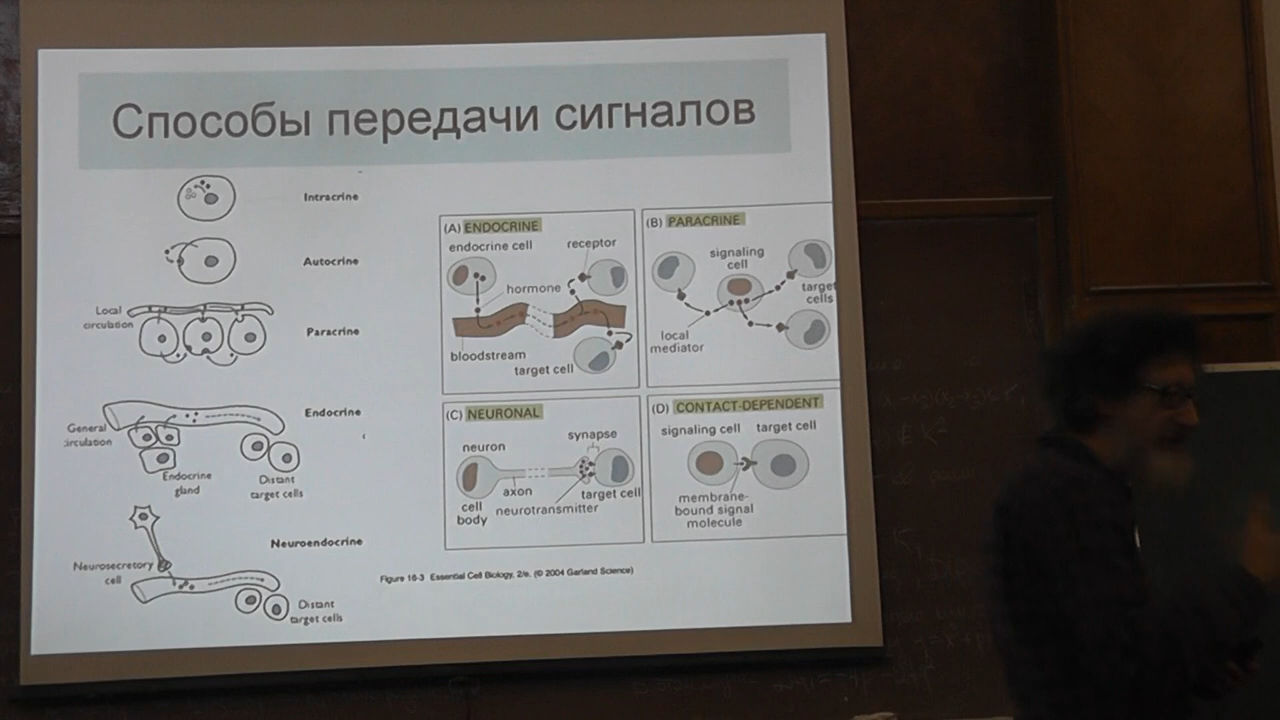 Способы передачи сигналов
Intracrine
Autocrine
Local
circulation
Paracrine
General
circulation
Endocrine
Endocrine
gland
Distant
target cells
Neuroendocrine
Neurosecretory
cell
Distant
target cells
(A) ENDOCRINE
endocrine cell
receptor
hormone
bloodstream
target cell
(B) PARACRINE
signaling
cell
target
cells
local
mediator
(C) NEURONAL
neuron
synapse
axon
target cell
cell
body
neurotransmitter
(D) CONTACT-DEPENDENT
signaling cell
target cell
membrane-
bound signal
molecule
Figure 16-3 Essential Cell Biology, 2/e. (© 2004 Garland Science)